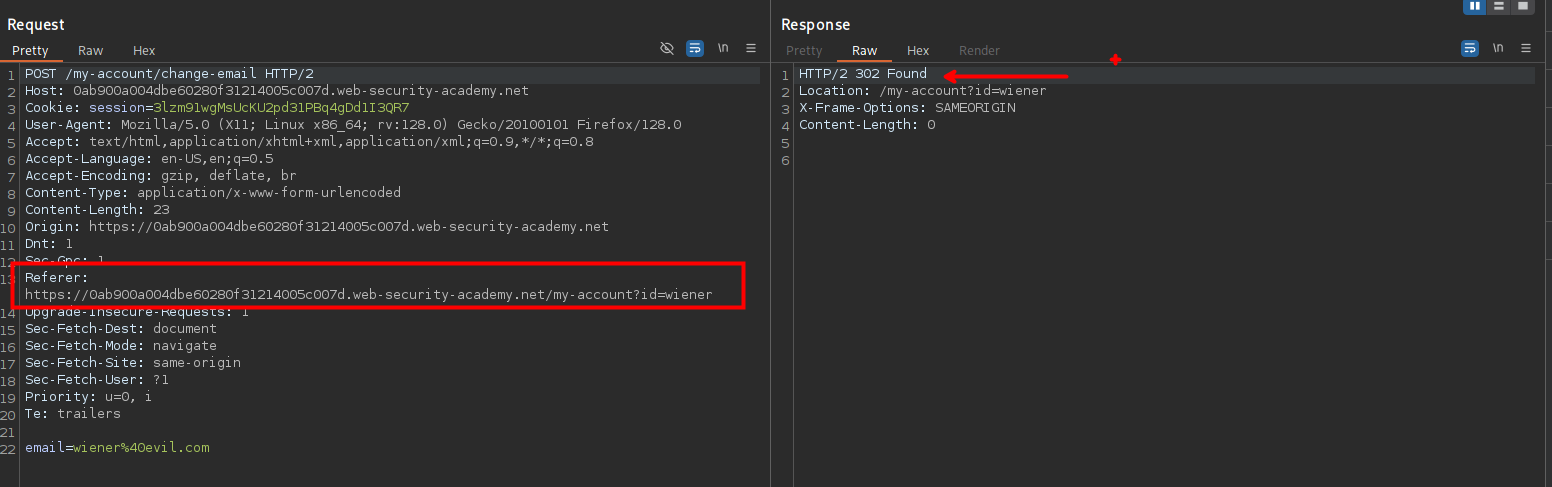 Request
Pretty Raw Hex \n
1 POST /my-account/change-email HTTP/2
2 Host: 0ab900a004dbe60280f31214005c007d.web-security-academy.net
3 Cookie: session=3lzm91wgMsUcKU2pd31PBq4gDd1I3QR7
4 User-Agent: Mozilla/5.0 (X11; Linux x86_64; rv:128.0) Gecko/20100101 Firefox/128.0
5 Accept: text/html,application/xhtml+xml,application/xml;q=0.9,*/*;q=0.8
6 Accept-Language: en-US,en;q=0.5
7 Accept-Encoding: gzip, deflate, br
8 Content-Type: application/x-www-form-urlencoded
9 Content-Length: 23
10 Origin: https://0ab900a004dbe60280f31214005c007d.web-security-academy.net
11 Dnt: 1
12 Sec-Gpc: 1
13 Referer:
https://0ab900a004dbe60280f31214005c007d.web-security-academy.net/my-account?id=wiener
14 Upgrade-Insecure-Requests: 1
15 Sec-Fetch-Dest: document
16 Sec-Fetch-Mode: navigate
17 Sec-Fetch-Site: same-origin
18 Sec-Fetch-User: ?1
19 Priority: u=0, i
20 Te: trailers
21
22 email=wiener%40evil.com
Response
Pretty Raw Hex Render \n
1 HTTP/2 302 Found
2 Location: /my-account?id=wiener
3 X-Frame-Options: SAMEORIGIN
4 Content-Length: 0
5
6